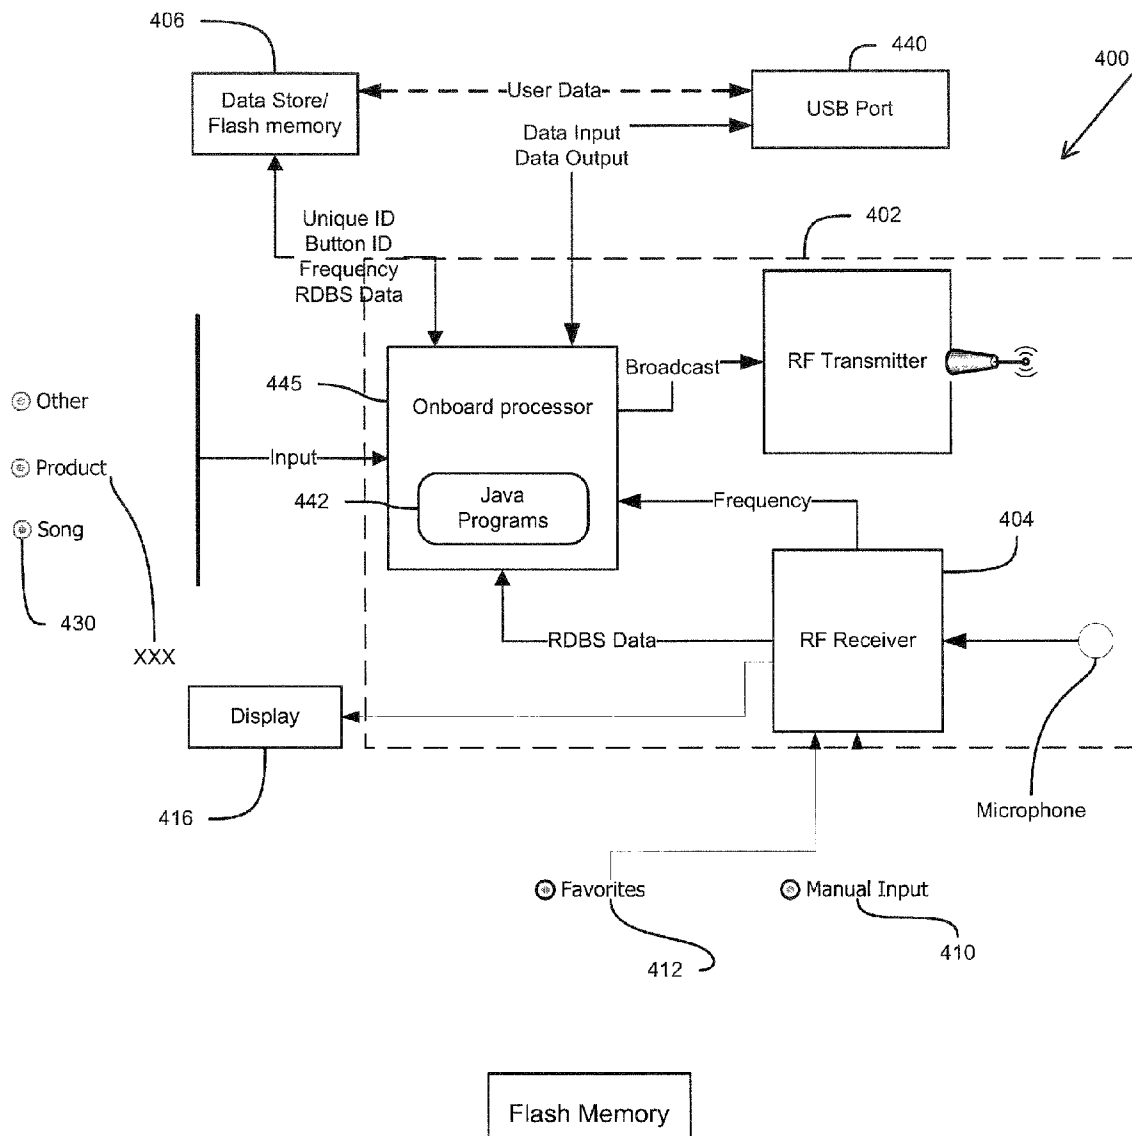 406
440
400
Data Store/
Flash memory
User Data
USB Port
Data Input
Data Output
402
Unique ID
Button ID
Frequency
RDBS Data
RF Transmitter
Broadcast
445
Onboard processor
Other
Input
Product
442
Java
Programs
Frequency
Song
404
430
XXX
RDBS Data
RF Receiver
Display
416
Microphone
Favorites
Manual Input
412
410
Flash Memory